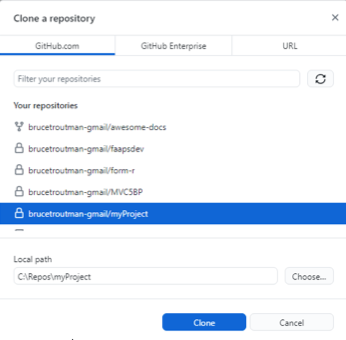 Clone a repository
GitHub.com GitHub Enterprise URL
Filter your repositories
Your repositories
brucetroutman-gmail/awesome-docs
brucetroutman-gmail/faapsdev
brucetroutman-gmail/form-r
brucetroutman-gmail/MVC5BP
brucetroutman-gmail/myProject
Local path
C:\Repos\myProject Choose...
Clone Cancel